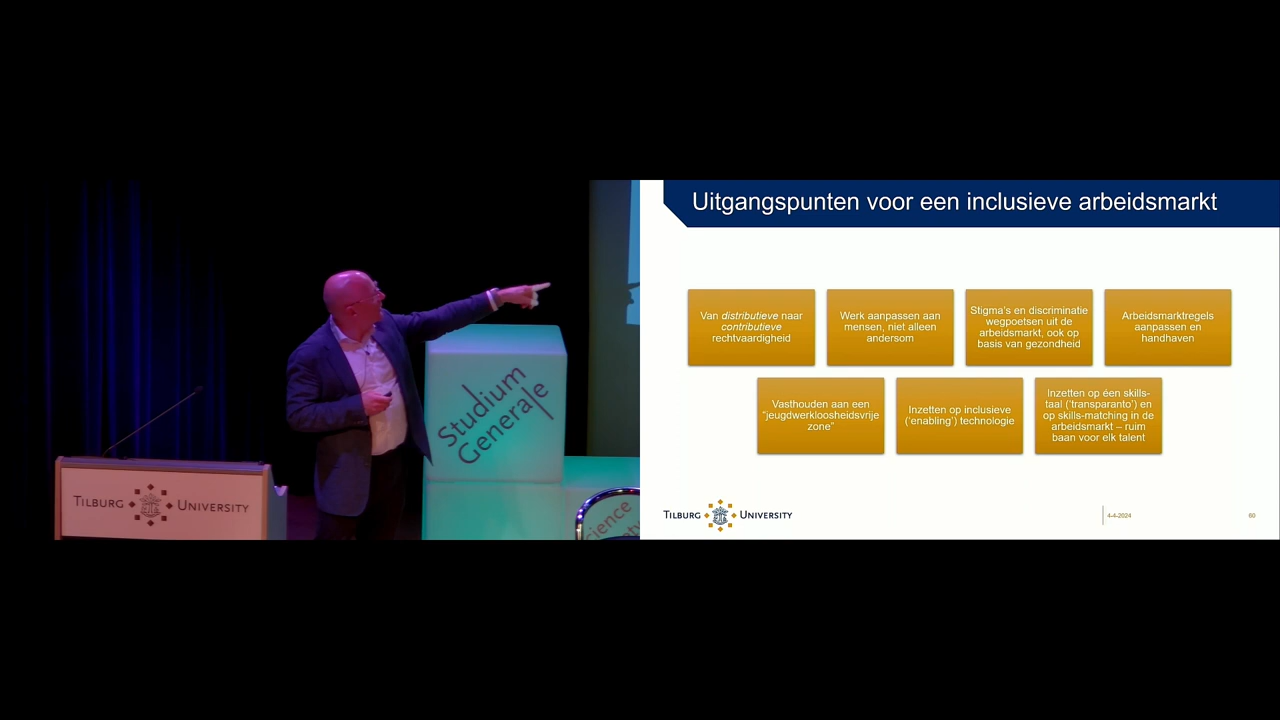 Uitgangspunten voor een inclusieve arbeidsmarkt
Van distributieve naar
contributieve
rechtvaardigheid
Werk aanpassen aan
mensen, niet alleen
andersom
Stigma's en discriminatie
wegpoetsen uit de
arbeidsmarkt, ook op
basis van gezondheid
Arbeidsmarktregels
aanpassen en
handhaven
Vasthouden aan een
"jeugdwerkloosheidsvrije
zone"
Inzetten op inclusieve
('enabling') technologie
Inzetten op één skills-
taal ('transparanto') en
op skills-matching in de
arbeidsmarkt – ruim
baan voor elk talent
TILBURG UNIVERSITY
4-4-2024
60
Studium
Generale
TILBURG UNIVERSITY